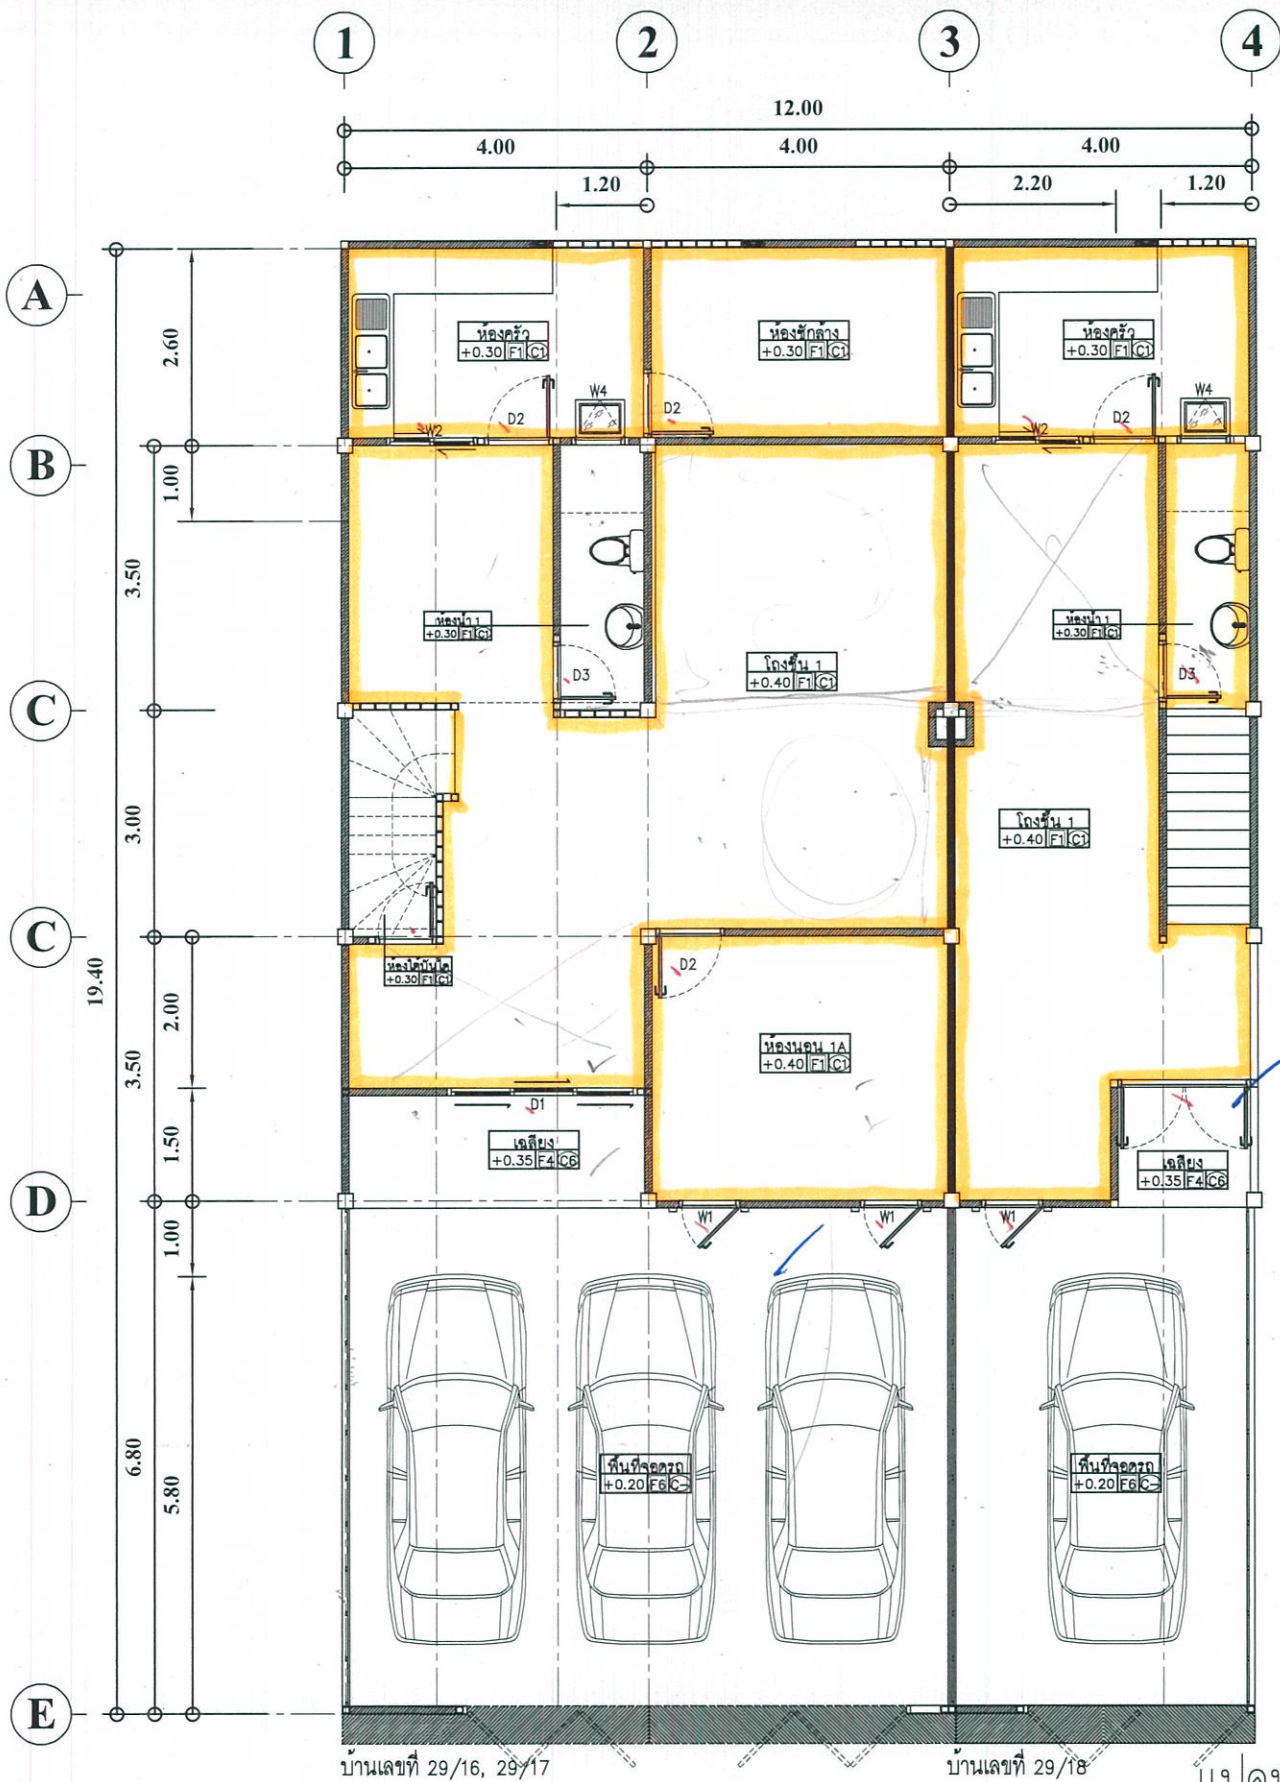 1 2 3 4
12.00
4.00 4.00 4.00
1.20 2.20 1.20
A
2.60
ห้องครัว
+0.30 F1 C1
ห้องซักล้าง
+0.30 F1 C1
ห้องครัว
+0.30 F1 C1
W4
W4
W2
D2
D2
W2
D2
B
1.00
3.50
ห้องน้ำ 1
+0.30 F1 C1
ห้องน้ำ 1
+0.30 F1 C1
D3
โถงชั้น 1
+0.40 F1 C1
D3
C
3.00
โถงชั้น 1
+0.40 F1 C1
C
19.40
ห้องใต้บันได
+0.30 F1 C1
D2
2.00
3.50
ห้องนอน 1A
+0.40 F1 C1
D1
1.50
เฉลียง
+0.35 F4 C6
เฉลียง
+0.35 F4 C6
D
W1
W1
W1
1.00
6.80
5.80
พื้นที่จอดรถ
+0.20 F6 C-
พื้นที่จอดรถ
+0.20 F6 C-
E
บ้านเลขที่ 29/16, 29/17
บ้านเลขที่ 29/18